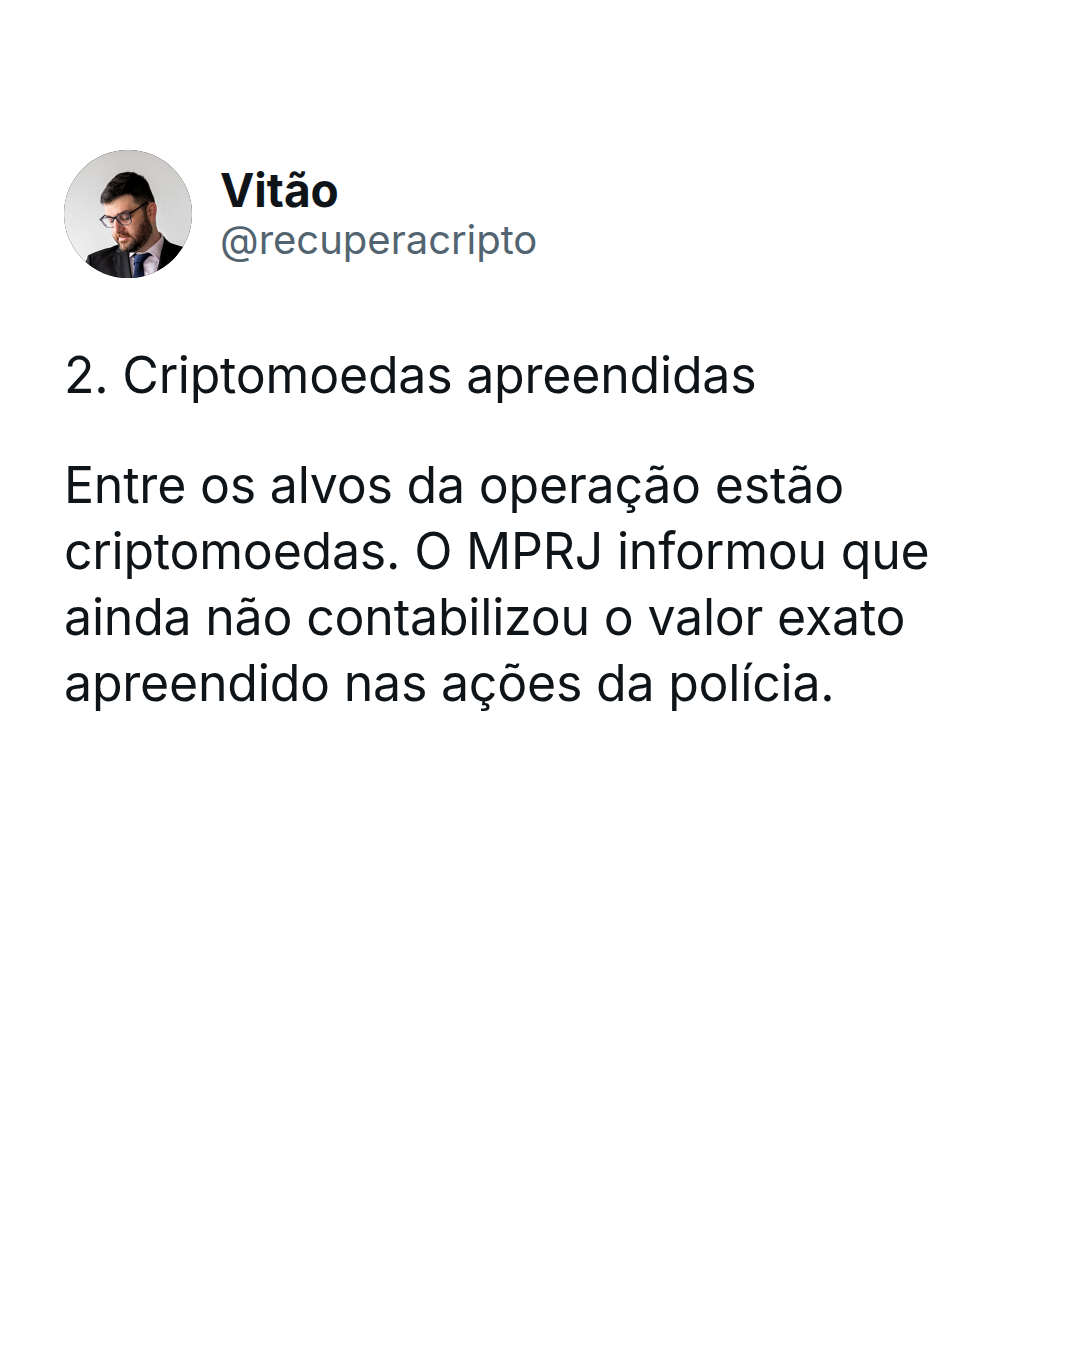 Vitão
@recuperacripto
2. Criptomoedas apreendidas
Entre os alvos da operação estão
criptomoedas. O MPRJ informou que
ainda não contabilizou o valor exato
apreendido nas ações da polícia.